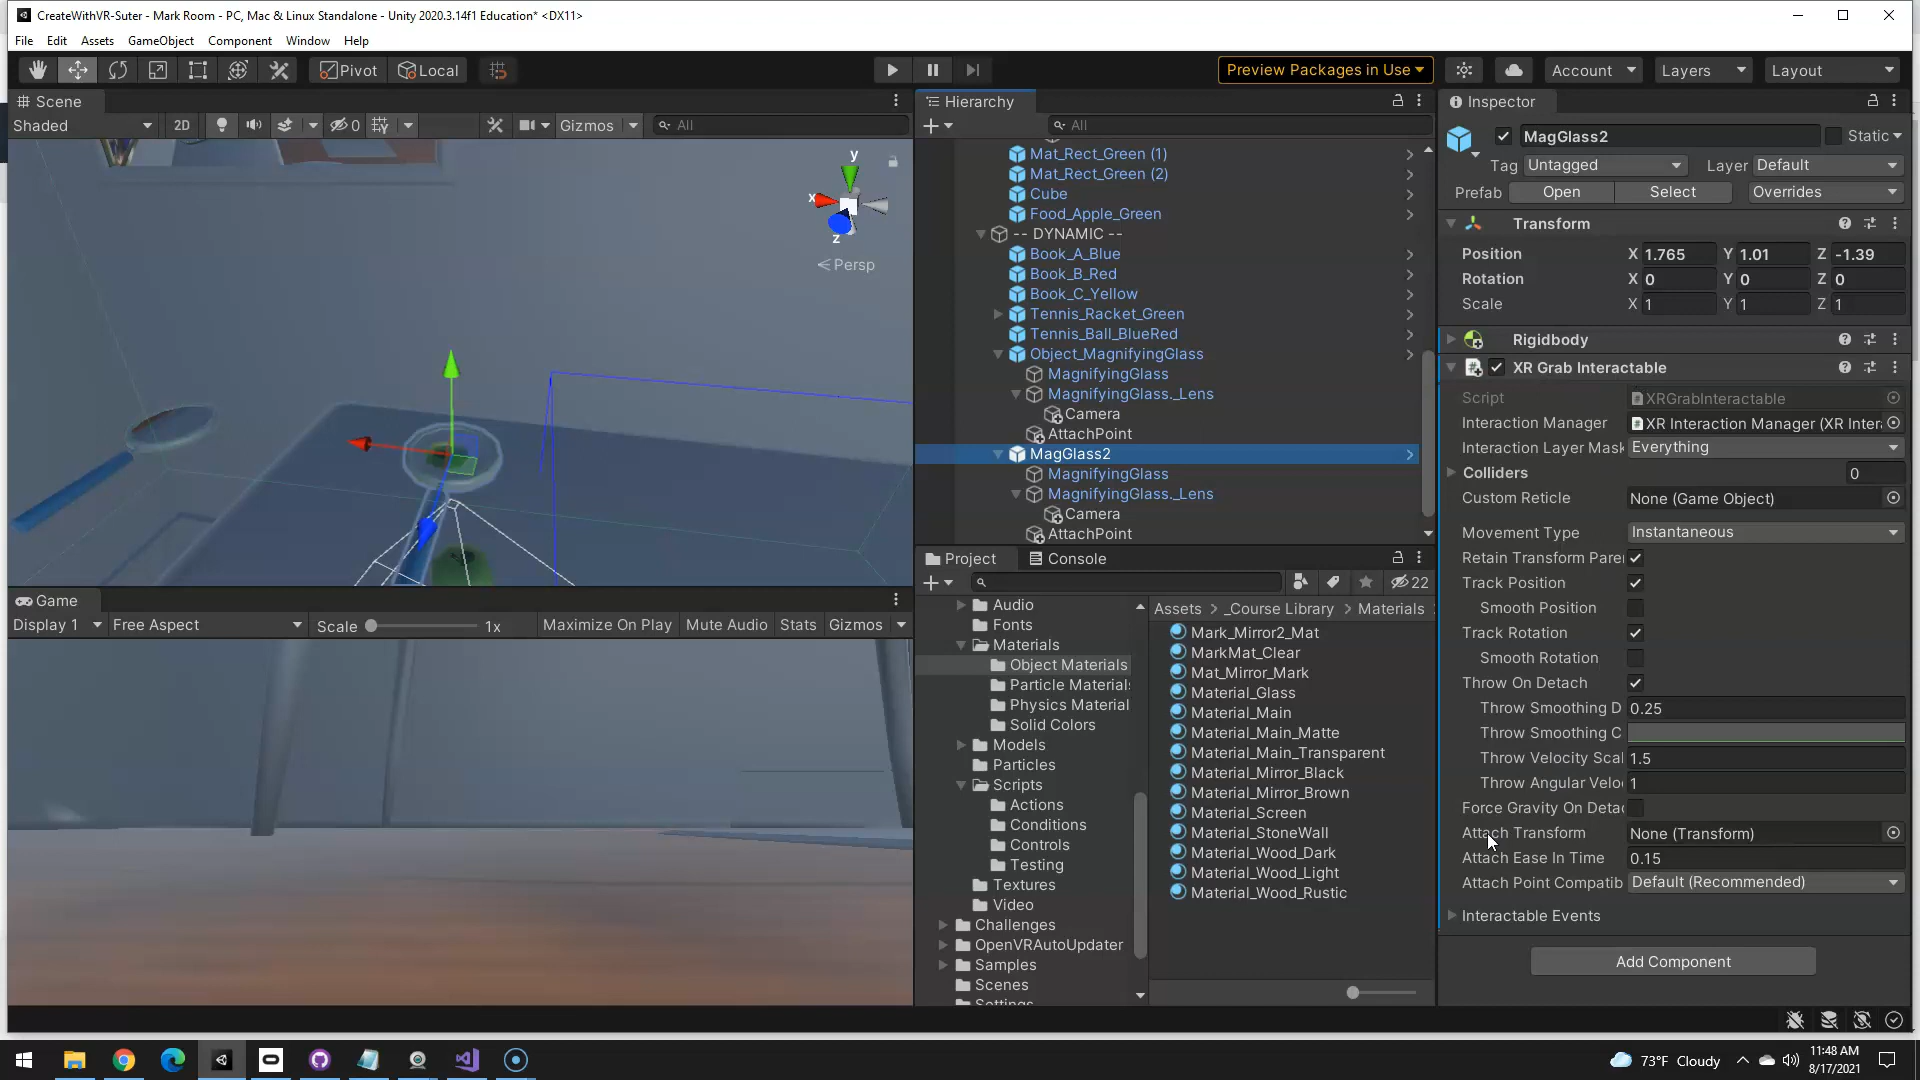 CreateWithVR-Suter - Mark Room - PC, Mac & Linux Standalone - Unity 2020.3.14f1 Education* <DX11>
File Edit Assets GameObject Component Window Help
Pivot Local Preview Packages in Use Account Layers Layout
Scene
Shaded 2D 0 Gizmos All
y
x
z
Persp
Game
Display 1 Free Aspect Scale 1x Maximize On Play Mute Audio Stats Gizmos
Hierarchy
All
Mat_Rect_Green (1)
Mat_Rect_Green (2)
Cube
Food_Apple_Green
-- DYNAMIC --
Book_A_Blue
Book_B_Red
Book_C_Yellow
Tennis_Racket_Green
Tennis_Ball_BlueRed
Object_MagnifyingGlass
MagnifyingGlass
MagnifyingGlass._Lens
Camera
AttachPoint
MagGlass2
MagnifyingGlass
MagnifyingGlass._Lens
Camera
AttachPoint
Project Console
22
Audio
Fonts
Materials
Object Materials
Particle Materials
Physics Material
Solid Colors
Models
Particles
Scripts
Actions
Conditions
Controls
Testing
Textures
Video
Challenges
OpenVRAutoUpdater
Samples
Scenes
Assets > _Course Library > Materials
Mark_Mirror2_Mat
MarkMat_Clear
Mat_Mirror_Mark
Material_Glass
Material_Main
Material_Main_Matte
Material_Main_Transparent
Material_Mirror_Black
Material_Mirror_Brown
Material_Screen
Material_StoneWall
Material_Wood_Dark
Material_Wood_Light
Material_Wood_Rustic
Inspector
MagGlass2 Static
Tag Untagged Layer Default
Prefab Open Select Overrides
Transform
Position X 1.765 Y 1.01 Z -1.39
Rotation X 0 Y 0 Z 0
Scale X 1 Y 1 Z 1
Rigidbody
XR Grab Interactable
Script XRGrabInteractable
Interaction Manager XR Interaction Manager (XR Inter
Interaction Layer Mask Everything
Colliders 0
Custom Reticle None (Game Object)
Movement Type Instantaneous
Retain Transform Parei
Track Position
Smooth Position
Track Rotation
Smooth Rotation
Throw On Detach
Throw Smoothing D 0.25
Throw Smoothing C
Throw Velocity Scal 1.5
Throw Angular Velo 1
Force Gravity On Detac
Attach Transform None (Transform)
Attach Ease In Time 0.15
Attach Point Compatib Default (Recommended)
Interactable Events
Add Component
73°F Cloudy 11:48 AM
8/17/2021